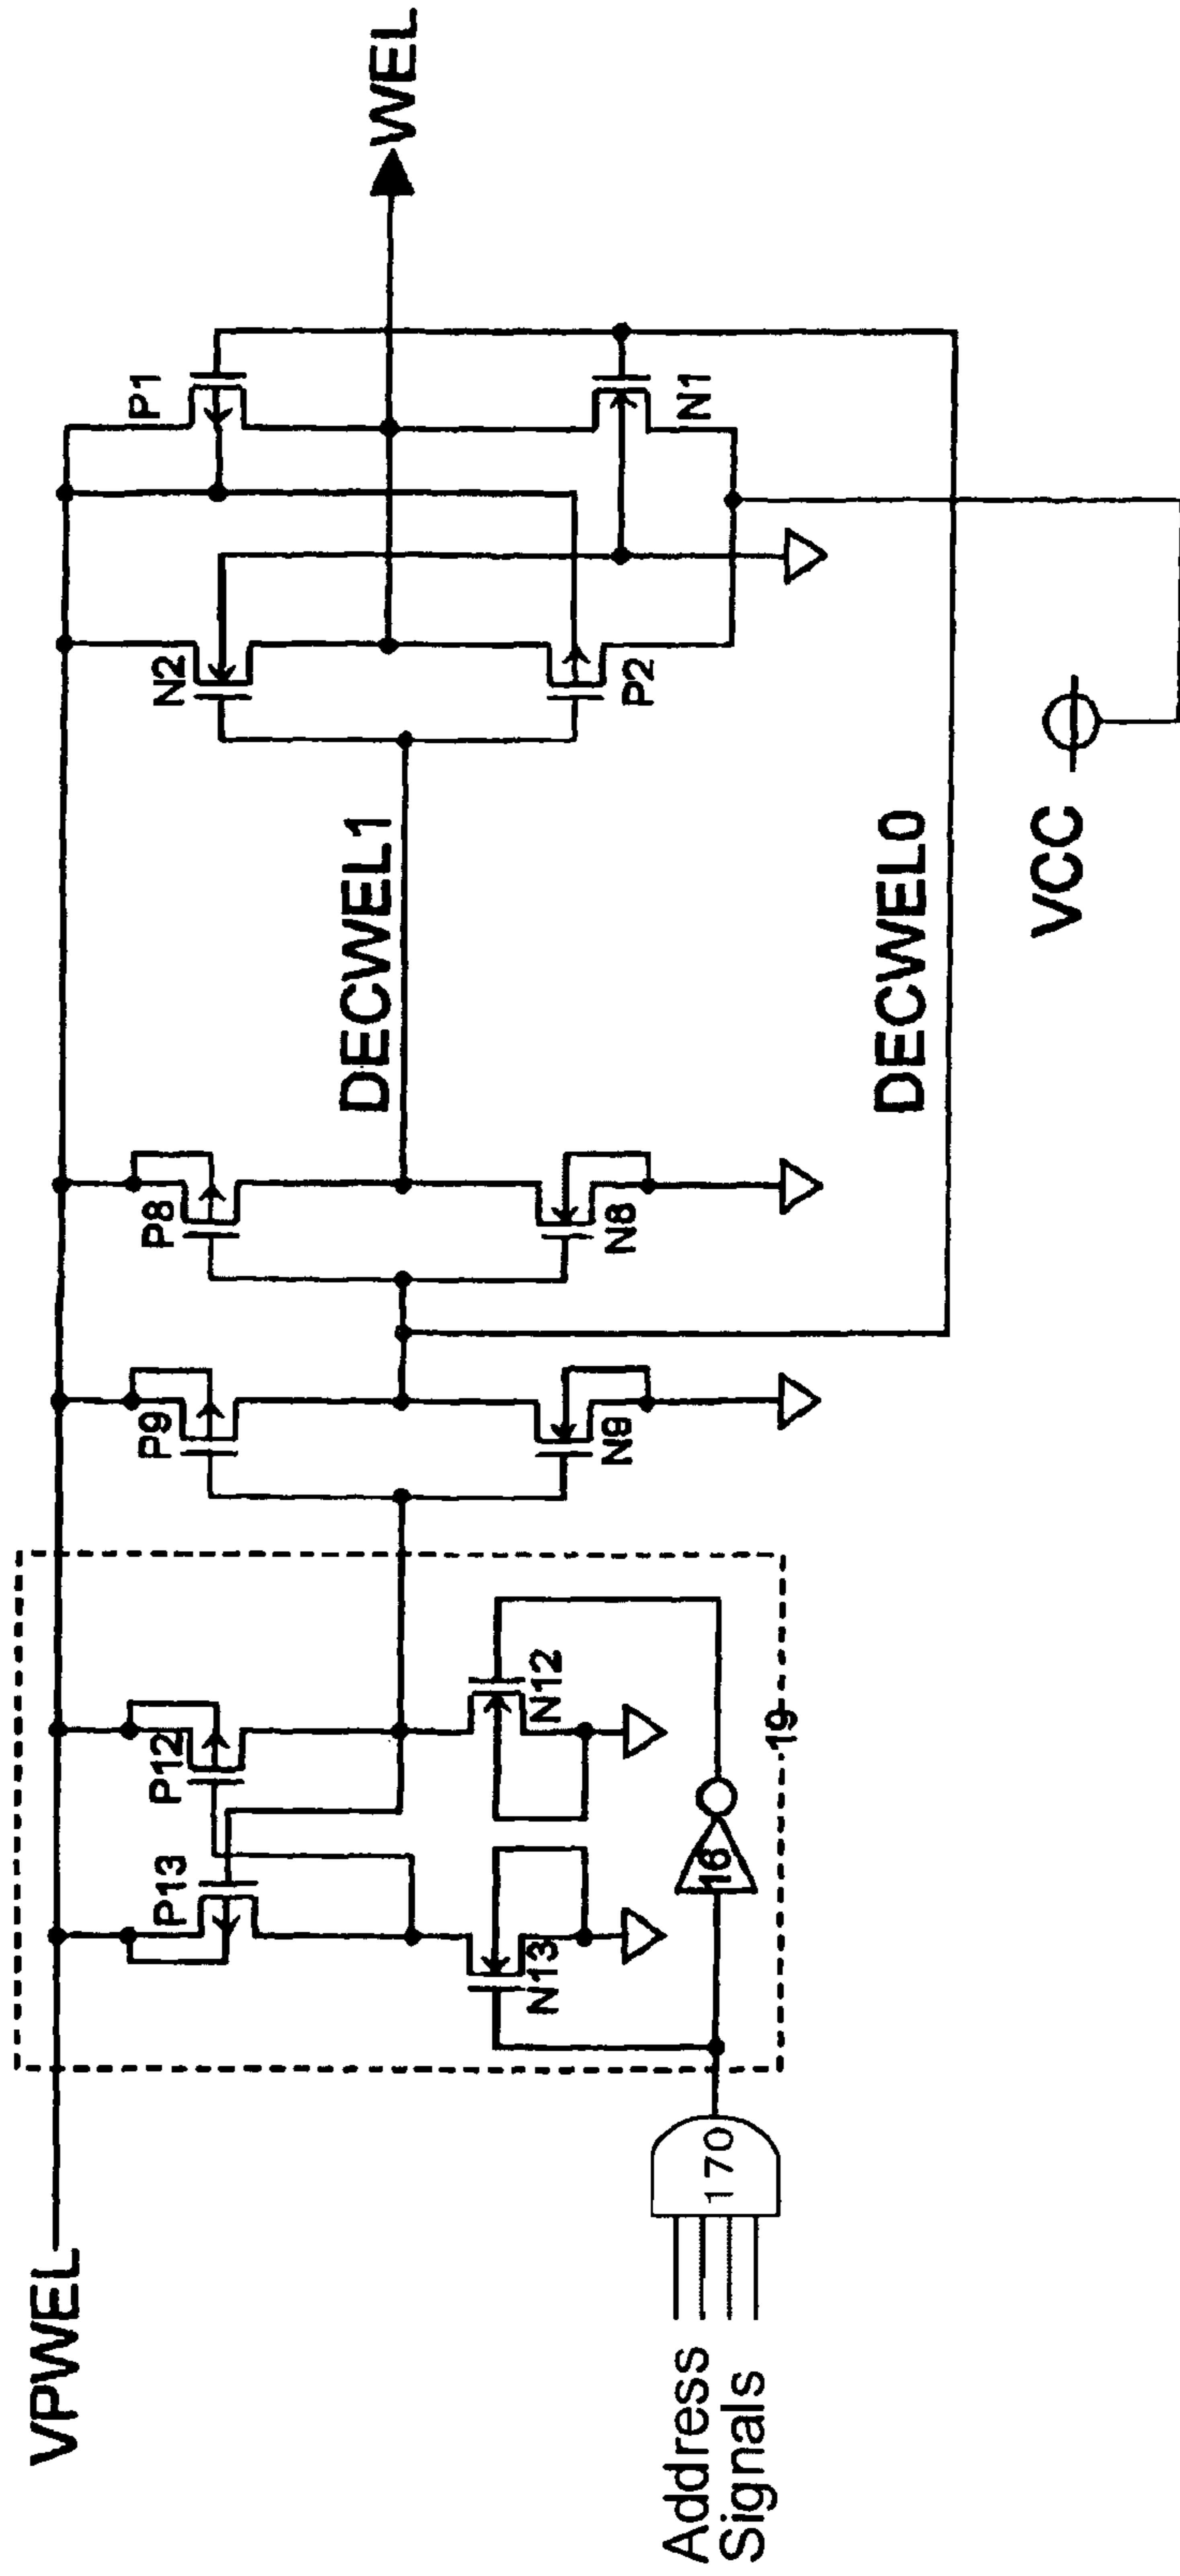 VPWEL
P13
P12
P9
P8
N2
P1
WEL
N13
N12
N9
N8
P2
N1
DECWEL1
DECWEL0
16
19
170
Address
Signals
VCC